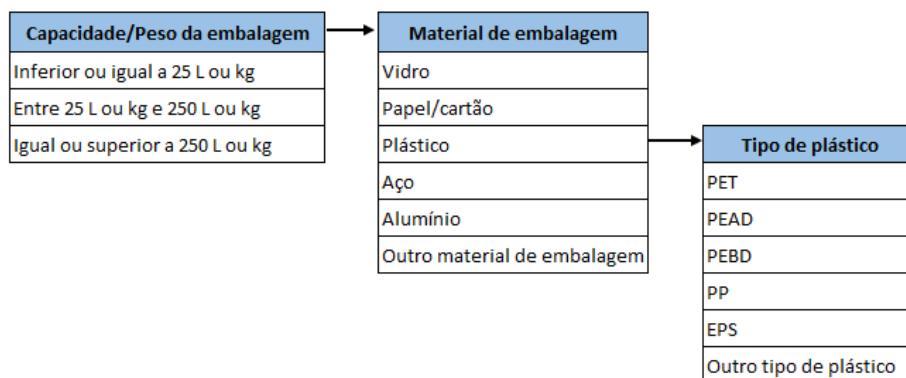 Capacidade/Peso da embalagem
Inferior ou igual a 25 L ou kg
Entre 25 L ou kg e 250 L ou kg
Igual ou superior a 250 L ou kg
Material de embalagem
Vidro
Papel/cartão
Plástico
Aço
Alumínio
Outro material de embalagem
Tipo de plástico
PET
PEAD
PEBD
PP
EPS
Outro tipo de plástico